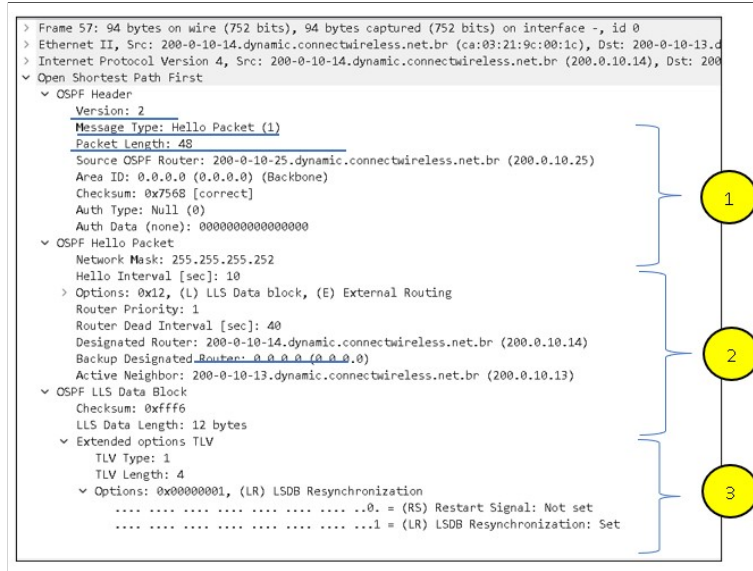 > Frame 57: 94 bytes on wire (752 bits), 94 bytes captured (752 bits) on interface -, id 0
> Ethernet II, Src: 200-0-10-14.dynamic.connectwireless.net.br (ca:03:21:9c:00:1c), Dst: 200-0-10-13.d
> Internet Protocol Version 4, Src: 200-0-10-14.dynamic.connectwireless.net.br (200.0.10.14), Dst: 200
Open Shortest Path First
OSPF Header
Version: 2
Message Type: Hello Packet (1)
Packet Length: 48
Source OSPF Router: 200-0-10-25.dynamic.connectwireless.net.br (200.0.10.25)
Area ID: 0.0.0.0 (0.0.0.0) (Backbone)
Checksum: 0x7568 [correct]
Auth Type: Null (0)
Auth Data (none): 0000000000000000
1
OSPF Hello Packet
Network Mask: 255.255.255.252
Hello Interval [sec]: 10
> Options: 0x12, (L) LLS Data block, (E) External Routing
Router Priority: 1
Router Dead Interval [sec]: 40
Designated Router: 200-0-10-14.dynamic.connectwireless.net.br (200.0.10.14)
Backup Designated Router: 0.0.0.0 (0.0.0.0)
Active Neighbor: 200-0-10-13.dynamic.connectwireless.net.br (200.0.10.13)
2
OSPF LLS Data Block
Checksum: 0xfff6
LLS Data Length: 12 bytes
Extended options TLV
TLV Type: 1
TLV Length: 4
Options: 0x00000001, (LR) LSDB Resynchronization
.... .... .... .... .... .... .... ..0. = (RS) Restart Signal: Not set
.... .... .... .... .... .... .... ...1 = (LR) LSDB Resynchronization: Set
3